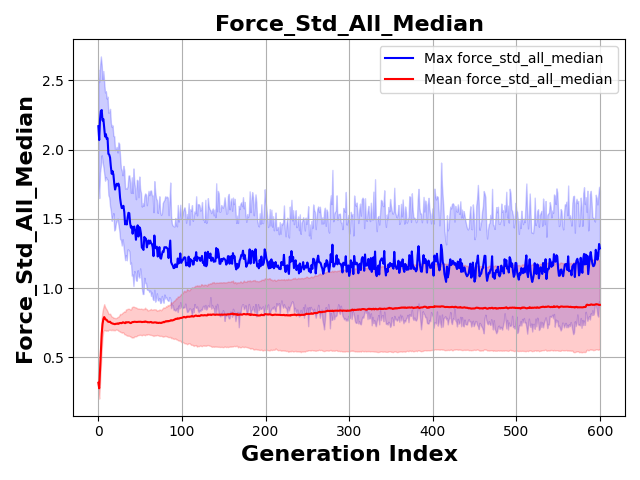 Force_Std_All_Median
Max force_std_all_median
Mean force_std_all_median
Force_Std_All_Median
2.5
2.0
1.5
1.0
0.5
0 100 200 300 400 500 600
Generation Index